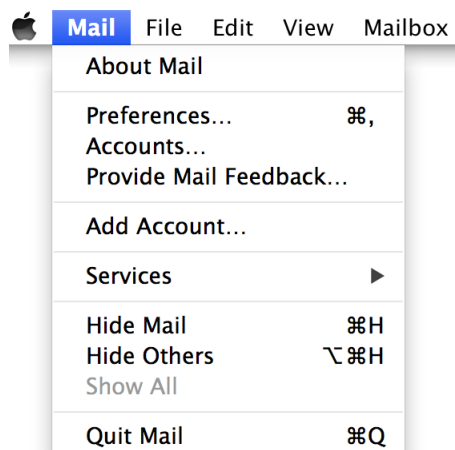 Mail File Edit View Mailbox
About Mail
Preferences... ⌘,
Accounts...
Provide Mail Feedback...
Add Account...
Services ▶
Hide Mail ⌘H
Hide Others ⌥⌘H
Show All
Quit Mail ⌘Q